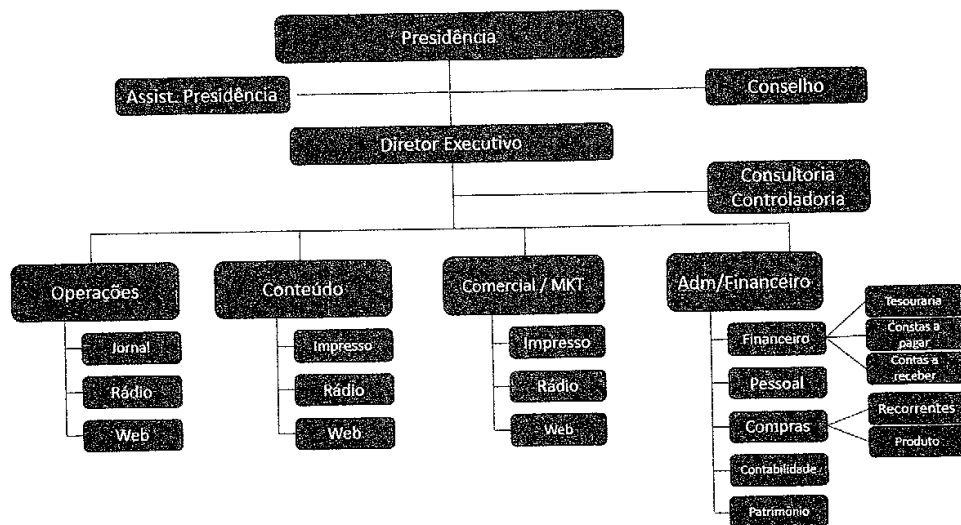 Presidência
Assist. Presidência
Conselho
Diretor Executivo
Consultoria
Controladoria
Operações
Conteúdo
Comercial / MKT
Adm/Financeiro
Jornal
Rádio
Web
Impresso
Rádio
Web
Impresso
Rádio
Web
Financeiro
Pessoal
Compras
Contabilidade
Patrimônio
Tesouraria
Constas a
pagar
Contas a
receber
Recorrentes
Produto